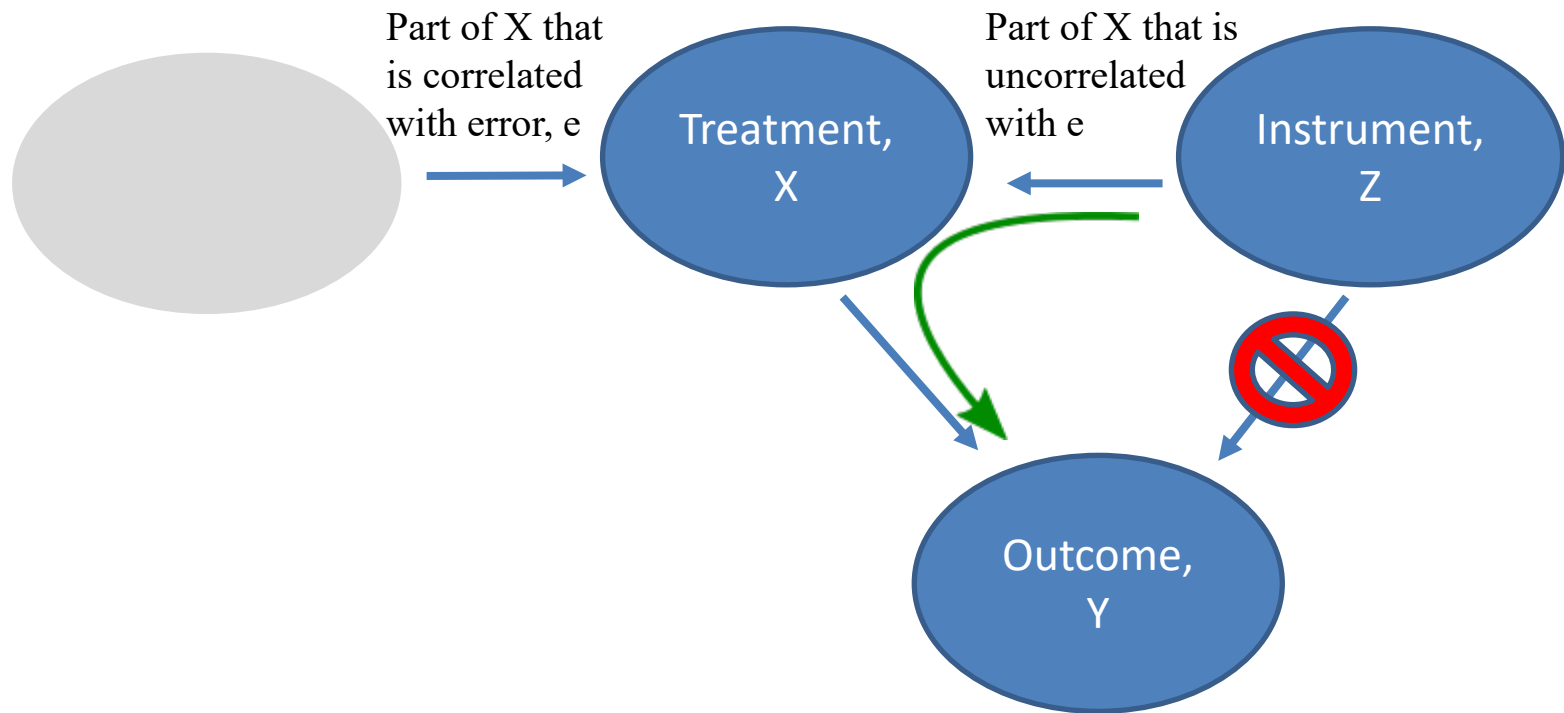 Part of X that
is correlated
with error, e
Treatment,
X
Part of X that is
uncorrelated
with e
Instrument,
Z
Outcome,
Y